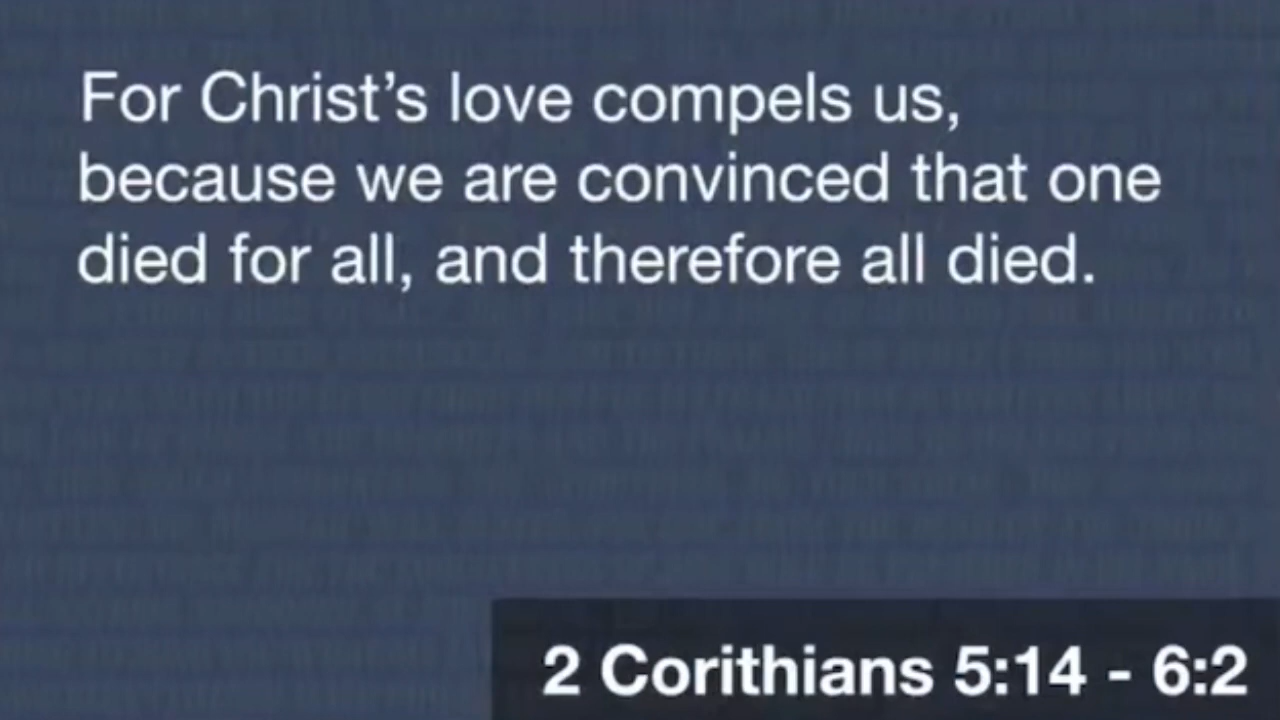 For Christ’s love compels us,
because we are convinced that one
died for all, and therefore all died.
2 Corithians 5:14 - 6:2